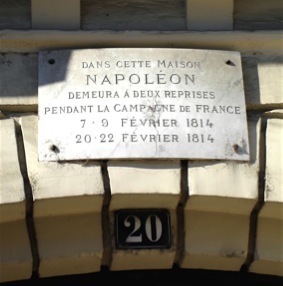 DANS CETTE MAISON
NAPOLÉON
DEMEURA À DEUX REPRISES
PENDANT LA CAMPAGNE DE FRANCE
7-9 FÉVRIER 1814
20-22 FÉVRIER 1814
20